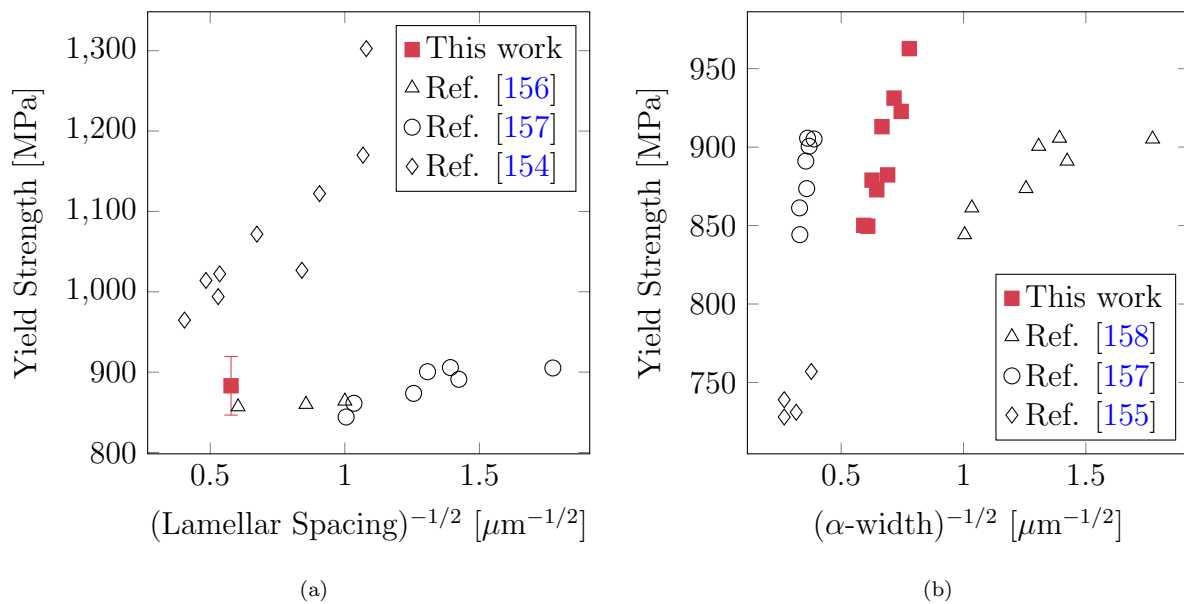 1,300
1,200
1,100
1,000
900
800
0.5 1 1.5
Yield Strength [MPa]
(Lamellar Spacing)−1/2 [μm−1/2]
This work
Ref. [156]
Ref. [157]
Ref. [154]
(a)
950
900
850
800
750
0.5 1 1.5
Yield Strength [MPa]
(α-width)−1/2 [μm−1/2]
This work
Ref. [158]
Ref. [157]
Ref. [155]
(b)